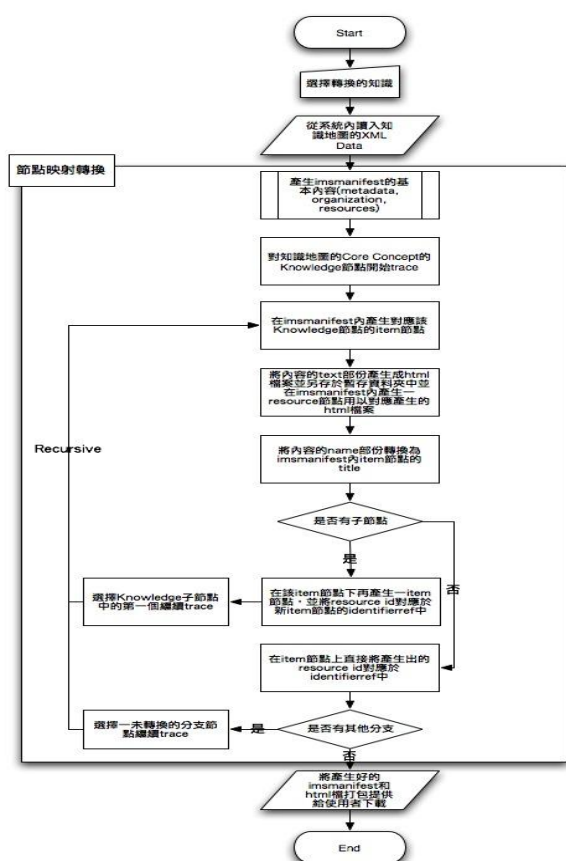 Start
選擇轉換的知識
從系統內讀入知
識地圖的XML
Data
節點映射轉換
產生imsmanifest的基
本內容(metadata,
organization,
resources)
對知識地圖的Core Concept的
Knowledge節點開始trace
在imsmanifest內產生對應該
Knowledge節點的item節點
將內容的text部份產生成html
檔案並另存於暫存資料夾中並
在imsmanifest內產生一
resource節點用以對應產生的
html檔案
Recursive
將內容的name部份轉換為
imsmanifest內item節點的
title
是否有子節點
是
否
選擇Knowledge子節點
中的第一個繼續trace
在該item節點下再產生一item
節點，並將resource id對應於
新item節點的identifierref中
在item節點上直接將產生出的
resource id對應於
identifierref中
選擇一未轉換的分支節
點繼續trace
是
是否有其他分支
否
將產生好的
imsmanifest和
html檔打包提供
給使用者下載
End